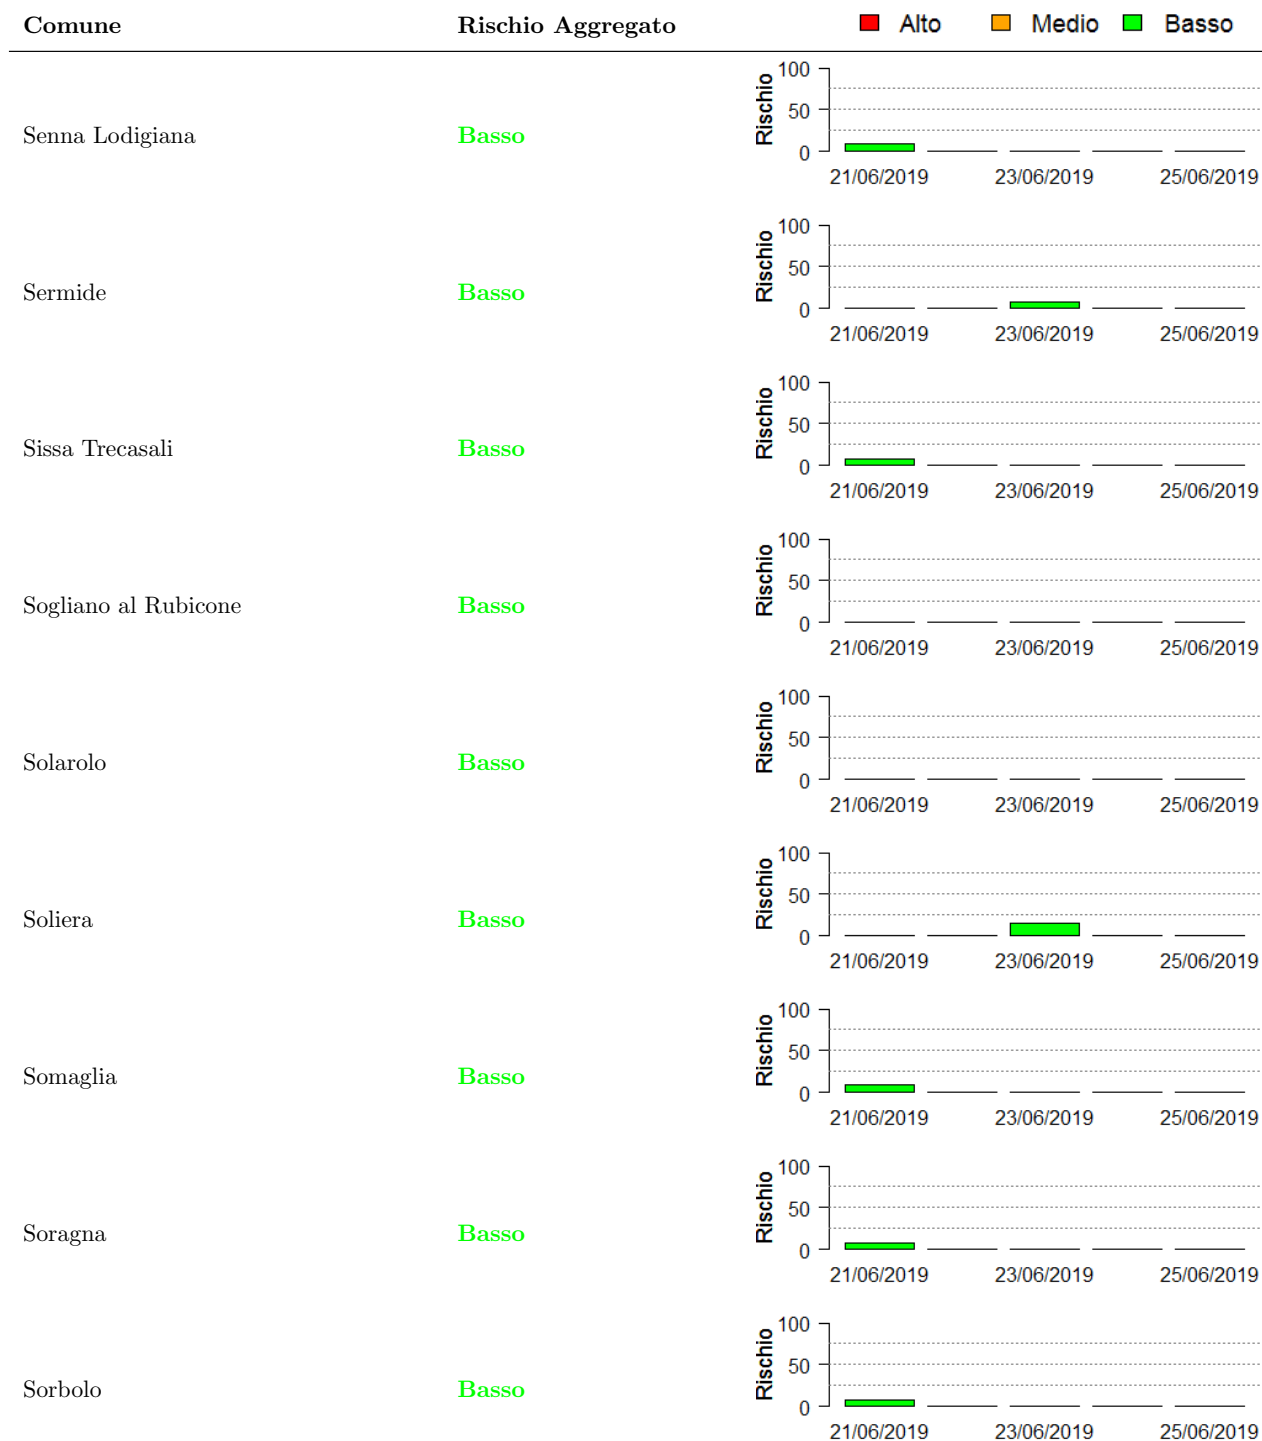 Comune Rischio Aggregato Alto Medio Basso
100
50
0
Rischio
Senna Lodigiana Basso
21/06/2019 23/06/2019 25/06/2019
100
50
0
Rischio
Sermide Basso
21/06/2019 23/06/2019 25/06/2019
100
50
0
Rischio
Sissa Trecasali Basso
21/06/2019 23/06/2019 25/06/2019
100
50
0
Rischio
Sogliano al Rubicone Basso
21/06/2019 23/06/2019 25/06/2019
100
50
0
Rischio
Solarolo Basso
21/06/2019 23/06/2019 25/06/2019
100
50
0
Rischio
Soliera Basso
21/06/2019 23/06/2019 25/06/2019
100
50
0
Rischio
Somaglia Basso
21/06/2019 23/06/2019 25/06/2019
100
50
0
Rischio
Soragna Basso
21/06/2019 23/06/2019 25/06/2019
100
50
0
Rischio
Sorbolo Basso
21/06/2019 23/06/2019 25/06/2019